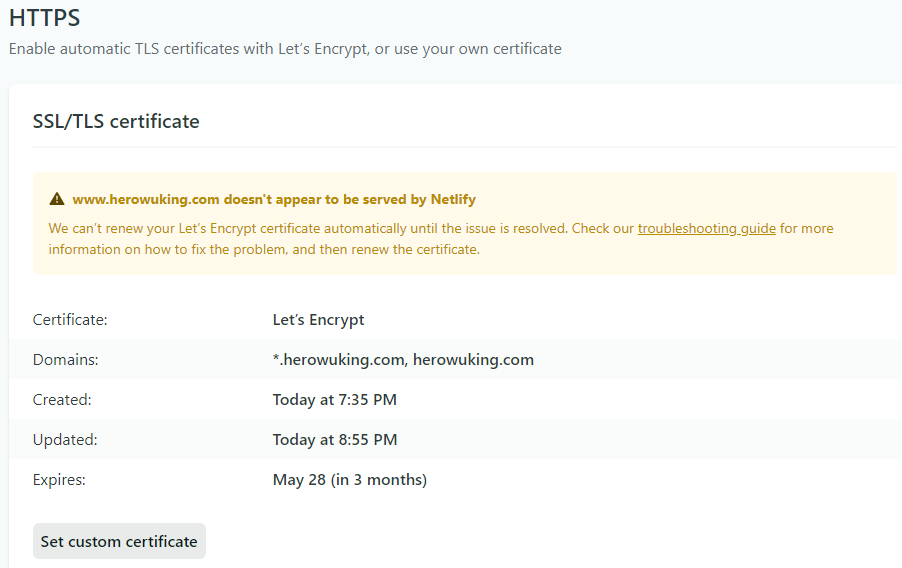 HTTPS
Enable automatic TLS certificates with Let’s Encrypt, or use your own certificate
SSL/TLS certificate
www.herowuking.com doesn't appear to be served by Netlify
We can't renew your Let's Encrypt certificate automatically until the issue is resolved. Check our troubleshooting guide for more
information on how to fix the problem, and then renew the certificate.
Certificate: Let’s Encrypt
Domains: *.herowuking.com, herowuking.com
Created: Today at 7:35 PM
Updated: Today at 8:55 PM
Expires: May 28 (in 3 months)
Set custom certificate